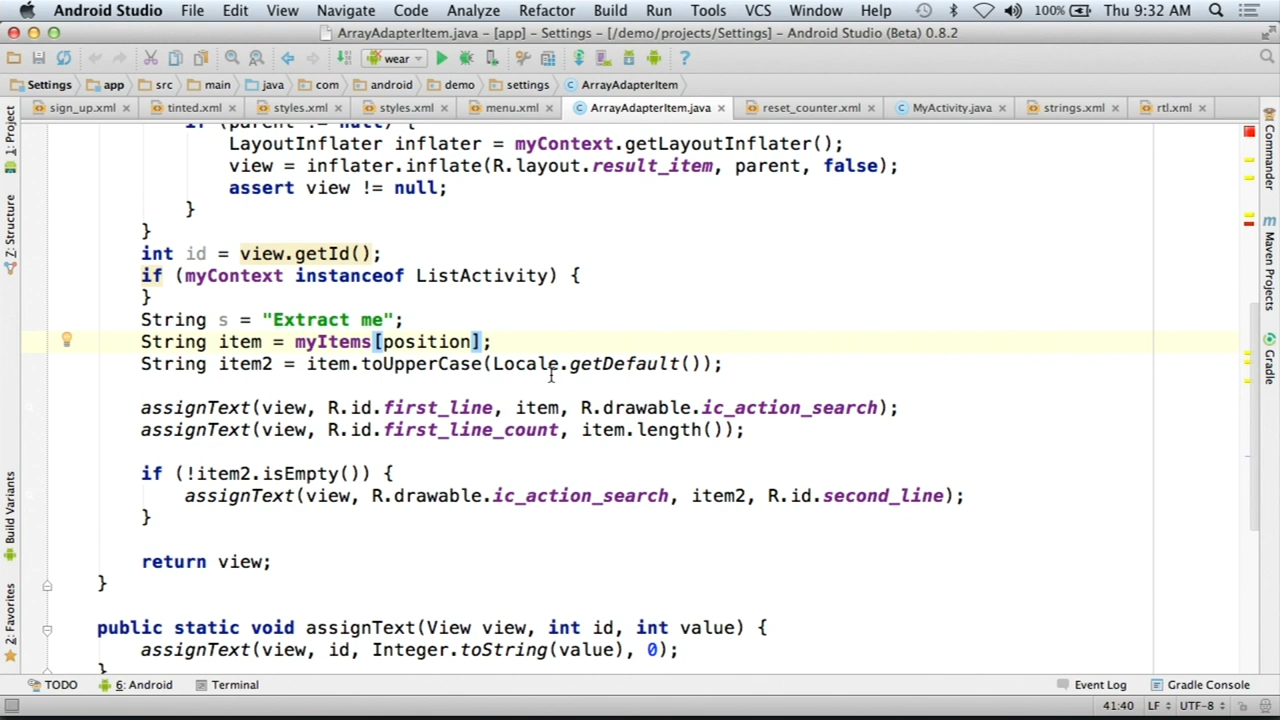 Android Studio File Edit View Navigate Code Analyze Refactor Build Run Tools VCS Window Help 100% Thu 9:32 AM
ArrayAdapterItem.java - [app] - Settings - [/demo/projects/Settings] - Android Studio (Beta) 0.8.2
wear
Settings app src main java com android demo settings ArrayAdapterItem
sign_up.xml tinted.xml styles.xml styles.xml menu.xml ArrayAdapterItem.java reset_counter.xml MyActivity.java strings.xml rtl.xml
1: Project
Z: Structure
Build Variants
2: Favorites
if (parent != null) {
LayoutInflater inflater = myContext.getLayoutInflater();
view = inflater.inflate(R.layout.result_item, parent, false);
assert view != null;
}
}
int id = view.getId();
if (myContext instanceof ListActivity) {
}
String s = "Extract me";
String item = myItems[position];
String item2 = item.toUpperCase(Locale.getDefault());
assignText(view, R.id.first_line, item, R.drawable.ic_action_search);
assignText(view, R.id.first_line_count, item.length());
if (!item2.isEmpty()) {
assignText(view, R.drawable.ic_action_search, item2, R.id.second_line);
}
return view;
}
public static void assignText(View view, int id, int value) {
assignText(view, id, Integer.toString(value), 0);
}
Commander
Maven Projects
Gradle
TODO 6: Android Terminal Event Log Gradle Console
41:40 LF UTF-8